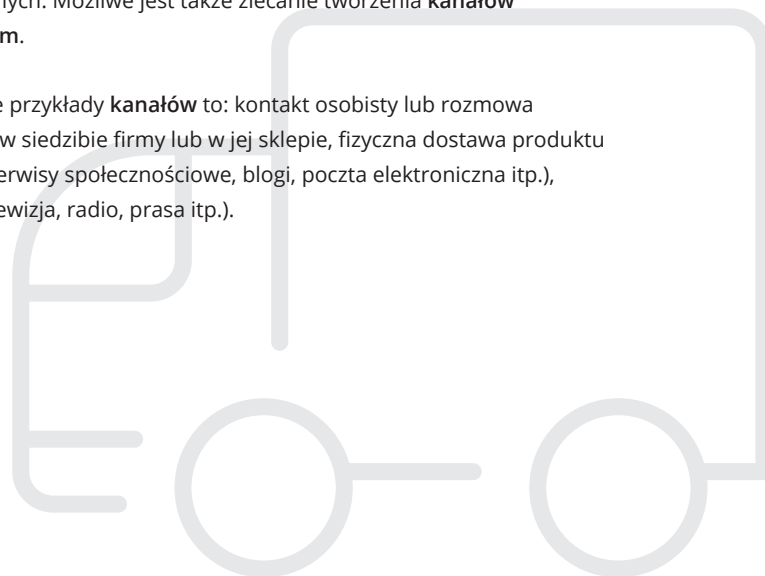 nych. Możliwe jest także zlecanie tworzenia kanałów
m.
e przykłady kanałów to: kontakt osobisty lub rozmowa
w siedzibie firmy lub w jej sklepie, fizyczna dostawa produktu
erwisy społecznościowe, blogi, poczta elektroniczna itp.),
ewizja, radio, prasa itp.).